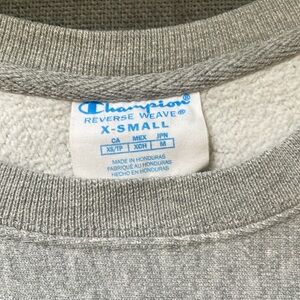 Champion®
REVERSE WEAVE®
X-SMALL
CA MEX JPN
XS/TP XCH M
MADE IN HONDURAS
FABRIQUÉ AU HONDURAS
HECHO EN HONDURAS